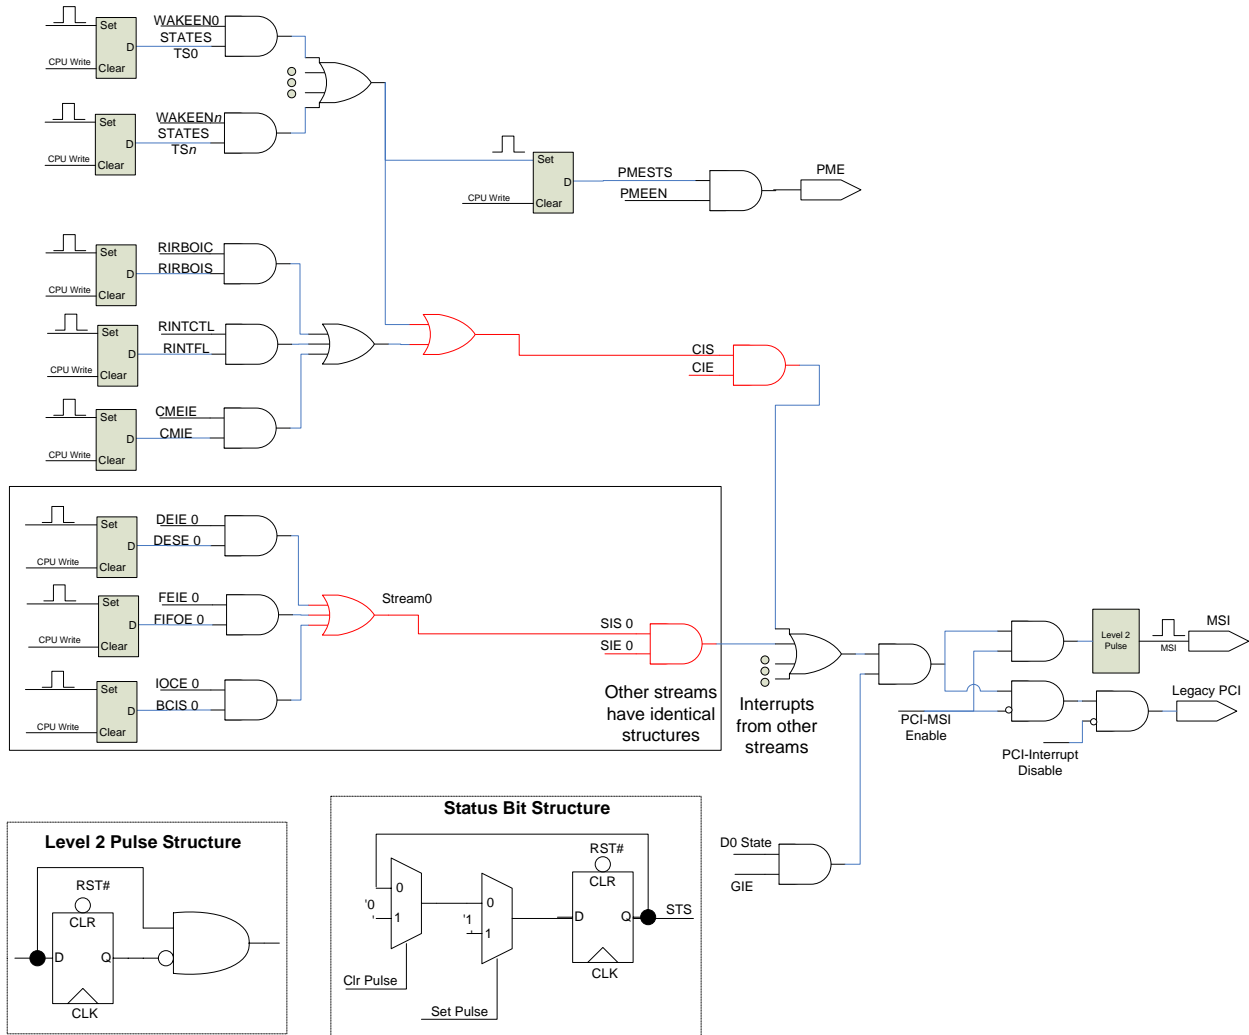 Set
D
CPU Write
Clear
WAKEEN0
STATES
TS0
Set
D
CPU Write
Clear
WAKEENn
STATES
TSn
Set
D
CPU Write
Clear
PMESTS
PMEEN
PME
Set
D
CPU Write
Clear
RIRBOIC
RIRBOIS
Set
D
CPU Write
Clear
RINTCTL
RINTFL
Set
D
CPU Write
Clear
CMEIE
CMIE
CIS
CIE
Set
D
CPU Write
Clear
DEIE 0
DESE 0
Set
D
CPU Write
Clear
FEIE 0
FIFOE 0
Set
D
CPU Write
Clear
IOCE 0
BCIS 0
Stream0
SIS 0
SIE 0
Other streams
have identical
structures
Interrupts
from other
streams
PCI-MSI
Enable
PCI-Interrupt
Disable
Level 2
Pulse
MSI
MSI
Legacy PCI
D0 State
GIE
Level 2 Pulse Structure
RST#
CLR
D
Q
CLK
Status Bit Structure
0
'0
'
1
Clr Pulse
0
'1
'
1
Set Pulse
RST#
CLR
D
Q
CLK
STS